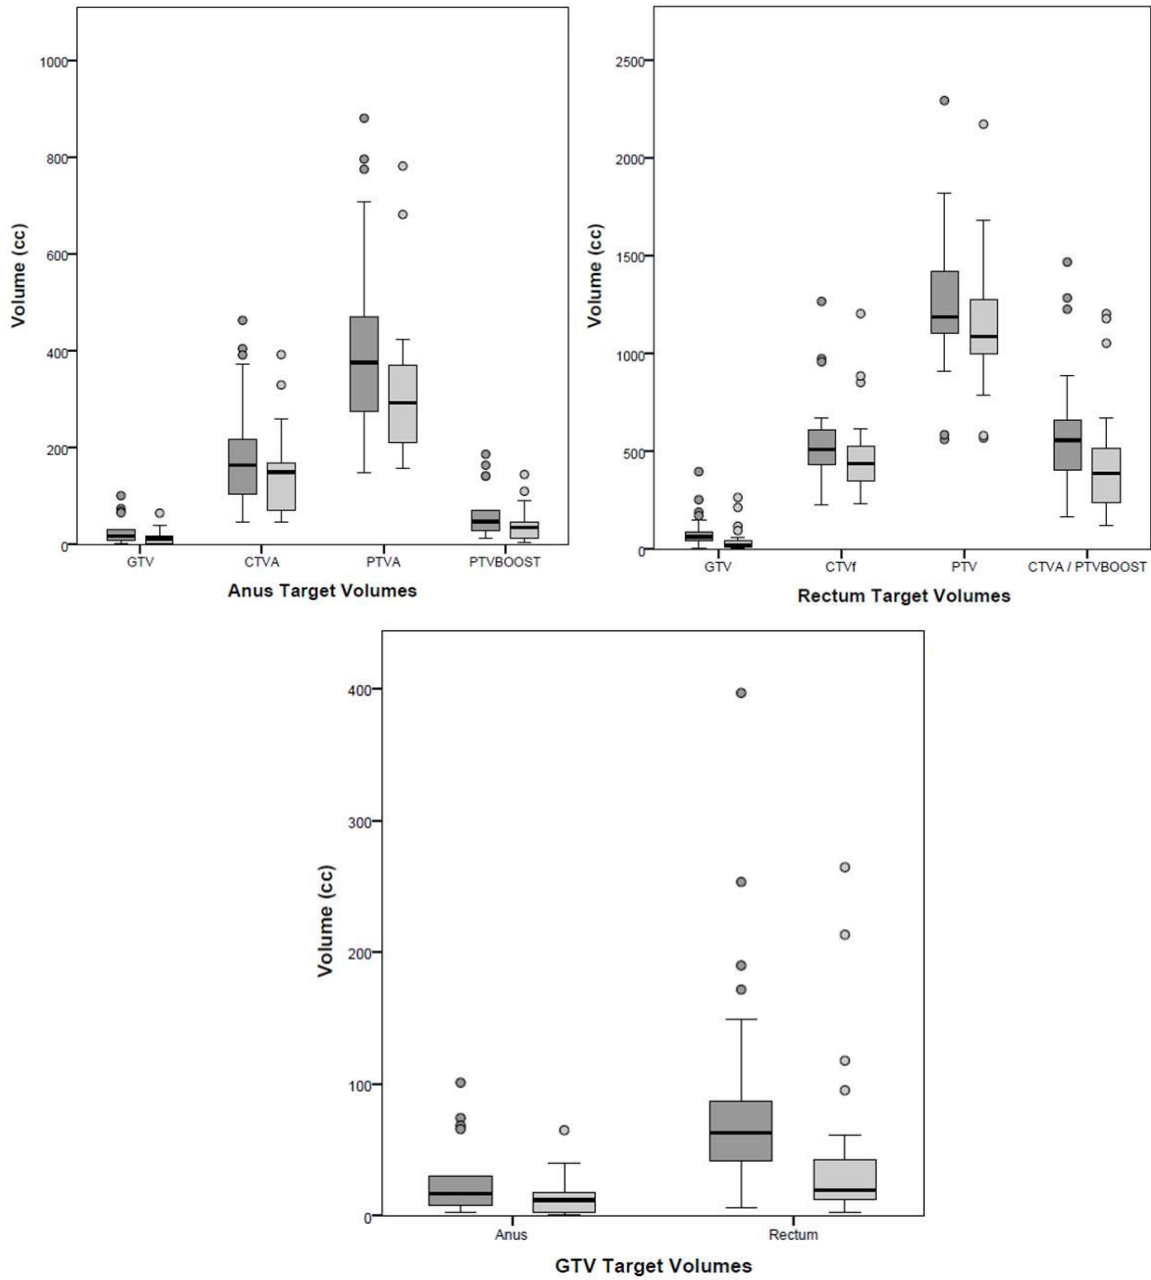 1000
800
600
400
200
0
Volume (cc)
GTV CTVA PTVA PTVBOOST
Anus Target Volumes
2500
2000
1500
1000
500
0
Volume (cc)
GTV CTVf PTV CTVA / PTVBOOST
Rectum Target Volumes
400
300
200
100
0
Volume (cc)
Anus Rectum
GTV Target Volumes